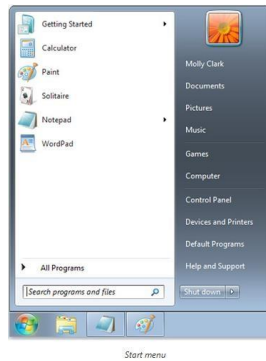 Getting Started
Calculator
Paint
Solitaire
Notepad
WordPad
All Programs
Search programs and files
Molly Clark
Documents
Pictures
Music
Games
Computer
Control Panel
Devices and Printers
Default Programs
Help and Support
Shut down
Start menu